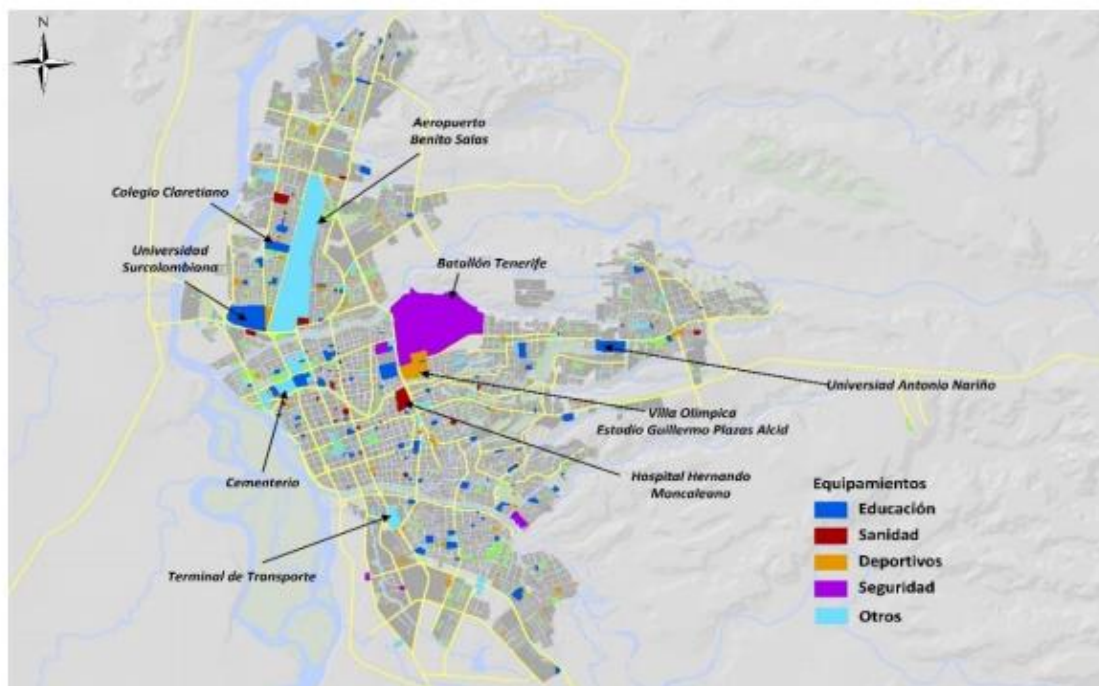 N
Aeropuerto
Benito Salas
Colegio Claretiano
Universidad
Surcolombiana
Batallón Tenerife
Universiad Antonio Nariño
Villa Olimpica
Estadio Guillermo Plazas Alcid
Hospital Hernando
Moncaleano
Cementerio
Terminal de Transporte
Equipamientos
Educación
Sanidad
Deportivos
Seguridad
Otros